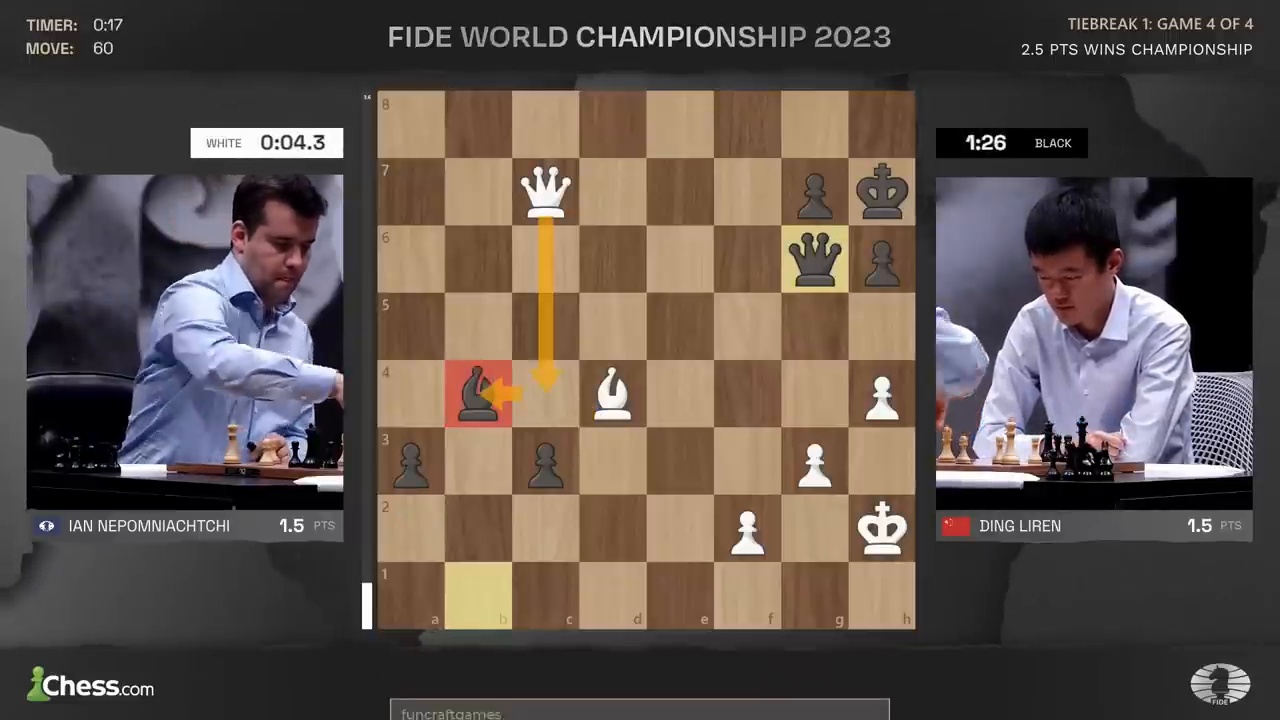 TIMER: 0:17
MOVE: 60
FIDE WORLD CHAMPIONSHIP 2023
TIEBREAK 1: GAME 4 OF 4
2.5 PTS WINS CHAMPIONSHIP
WHITE 0:04.3
1:26 BLACK
8
7
6
5
4
3
2
1
a b c d e f g h
IAN NEPOMNIACHTCHI 1.5 PTS
DING LIREN 1.5 PTS
Chess.com
FIDE
funcraftgames